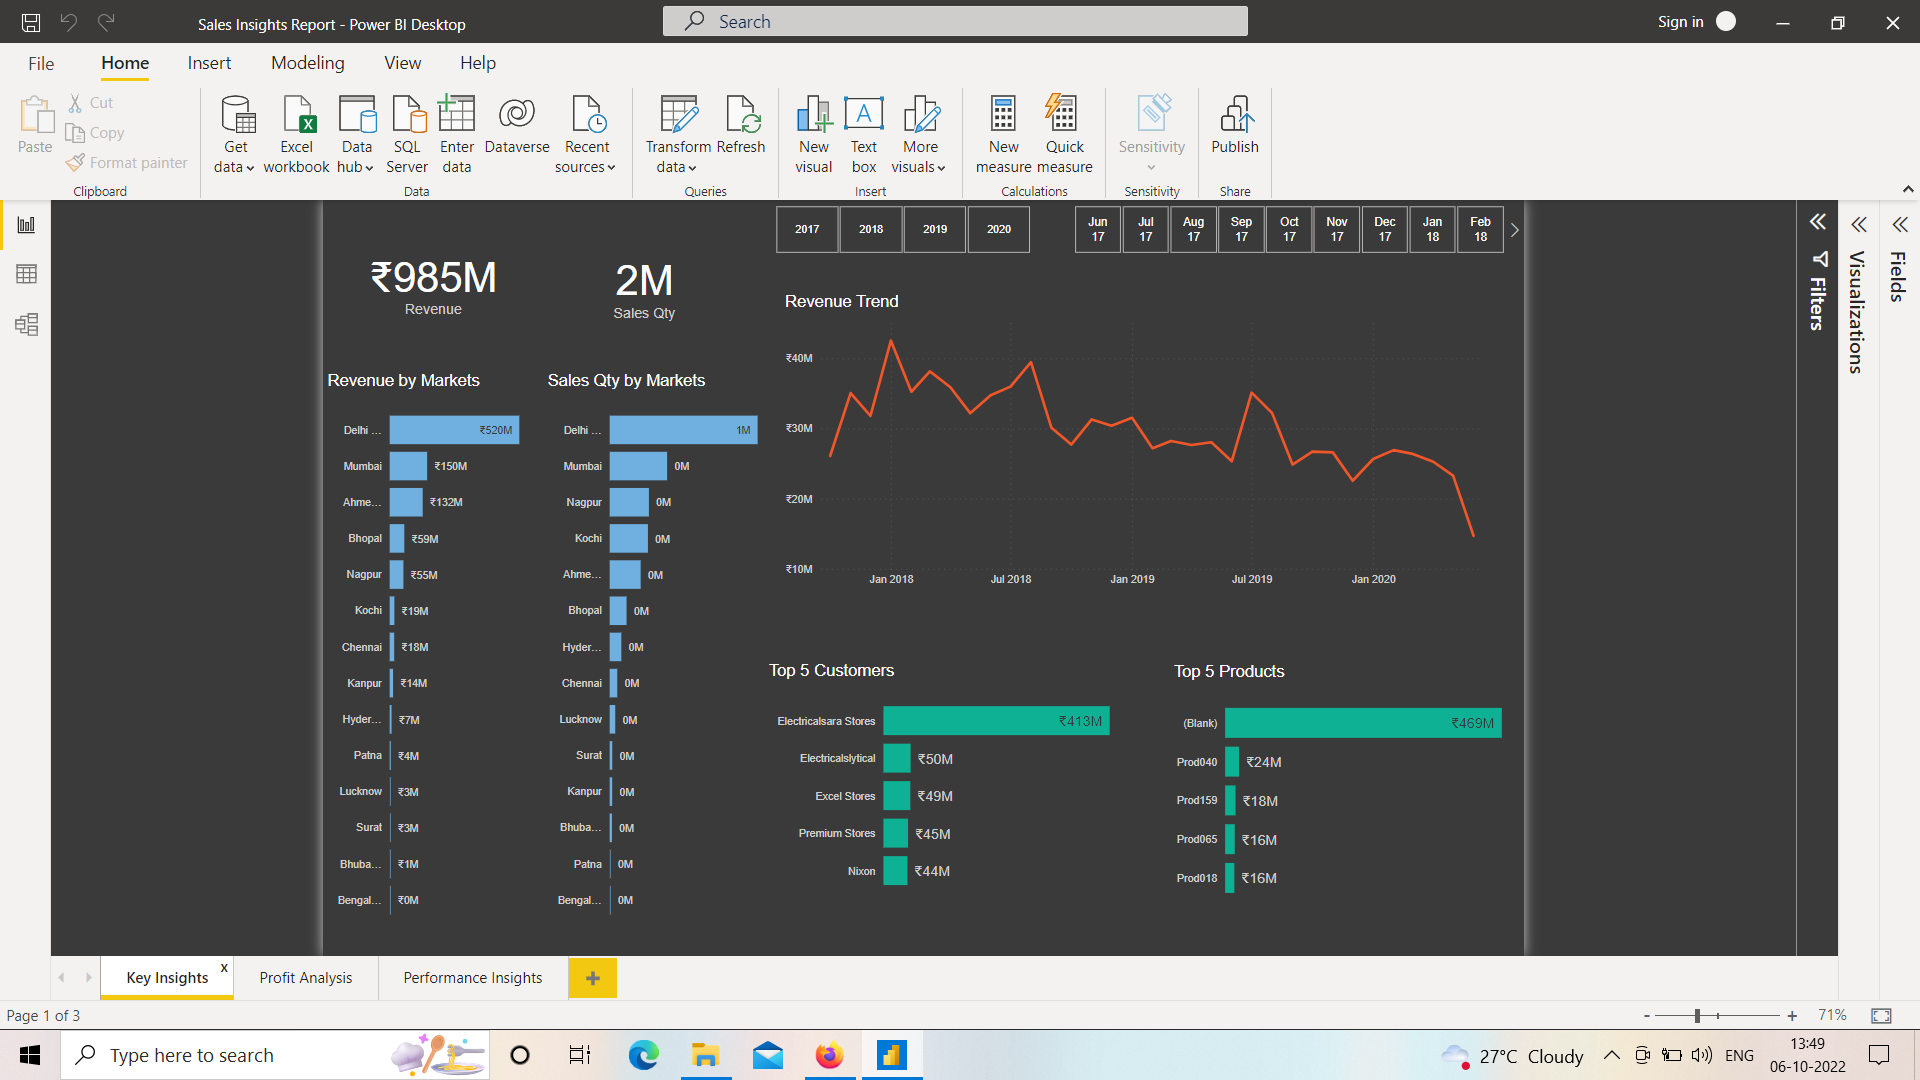 Sales Insights Report - Power BI Desktop
Search
Sign in
File Home Insert Modeling View Help
Paste
Cut
Copy
Format painter
Clipboard
Get data
Excel workbook
Data hub
SQL Server
Enter data
Dataverse
Recent sources
Data
Transform data
Refresh
Queries
New visual
Text box
More visuals
Insert
New measure
Quick measure
Calculations
Sensitivity
Sensitivity
Publish
Share
2017 2018 2019 2020
Jun 17
Jul 17
Aug 17
Sep 17
Oct 17
Nov 17
Dec 17
Jan 18
Feb 18
Filters
Visualizations
Fields
₹985M
Revenue
2M
Sales Qty
Revenue by Markets
Delhi ... ₹520M
Mumbai ₹150M
Ahme... ₹132M
Bhopal ₹59M
Nagpur ₹55M
Kochi ₹19M
Chennai ₹18M
Kanpur ₹14M
Hyder... ₹7M
Patna ₹4M
Lucknow ₹3M
Surat ₹3M
Bhuba... ₹1M
Bengal... ₹0M
Sales Qty by Markets
Delhi ... 1M
Mumbai 0M
Nagpur 0M
Kochi 0M
Ahme... 0M
Bhopal 0M
Hyder... 0M
Chennai 0M
Lucknow 0M
Surat 0M
Kanpur 0M
Bhuba... 0M
Patna 0M
Bengal... 0M
Revenue Trend
₹40M
₹30M
₹20M
₹10M
Jan 2018 Jul 2018 Jan 2019 Jul 2019 Jan 2020
Top 5 Customers
Electricalsara Stores ₹413M
Electricalslytical ₹50M
Excel Stores ₹49M
Premium Stores ₹45M
Nixon ₹44M
Top 5 Products
(Blank) ₹469M
Prod040 ₹24M
Prod159 ₹18M
Prod065 ₹16M
Prod018 ₹16M
Key Insights x
Profit Analysis
Performance Insights
+
Page 1 of 3
- + 71%
Type here to search
27°C Cloudy
ENG
13:49
06-10-2022